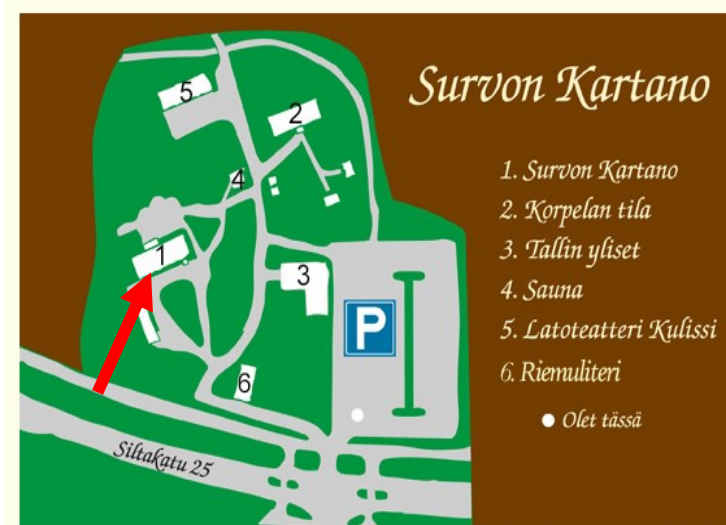 Survon Kartano
1. Survon Kartano
2. Korpelan tila
3. Tallin yliset
4. Sauna
5. Latoteatteri Kulissi
6. Riemuliteri
Olet tässä
5
2
4
1
3
P
6
Siltakatu 25